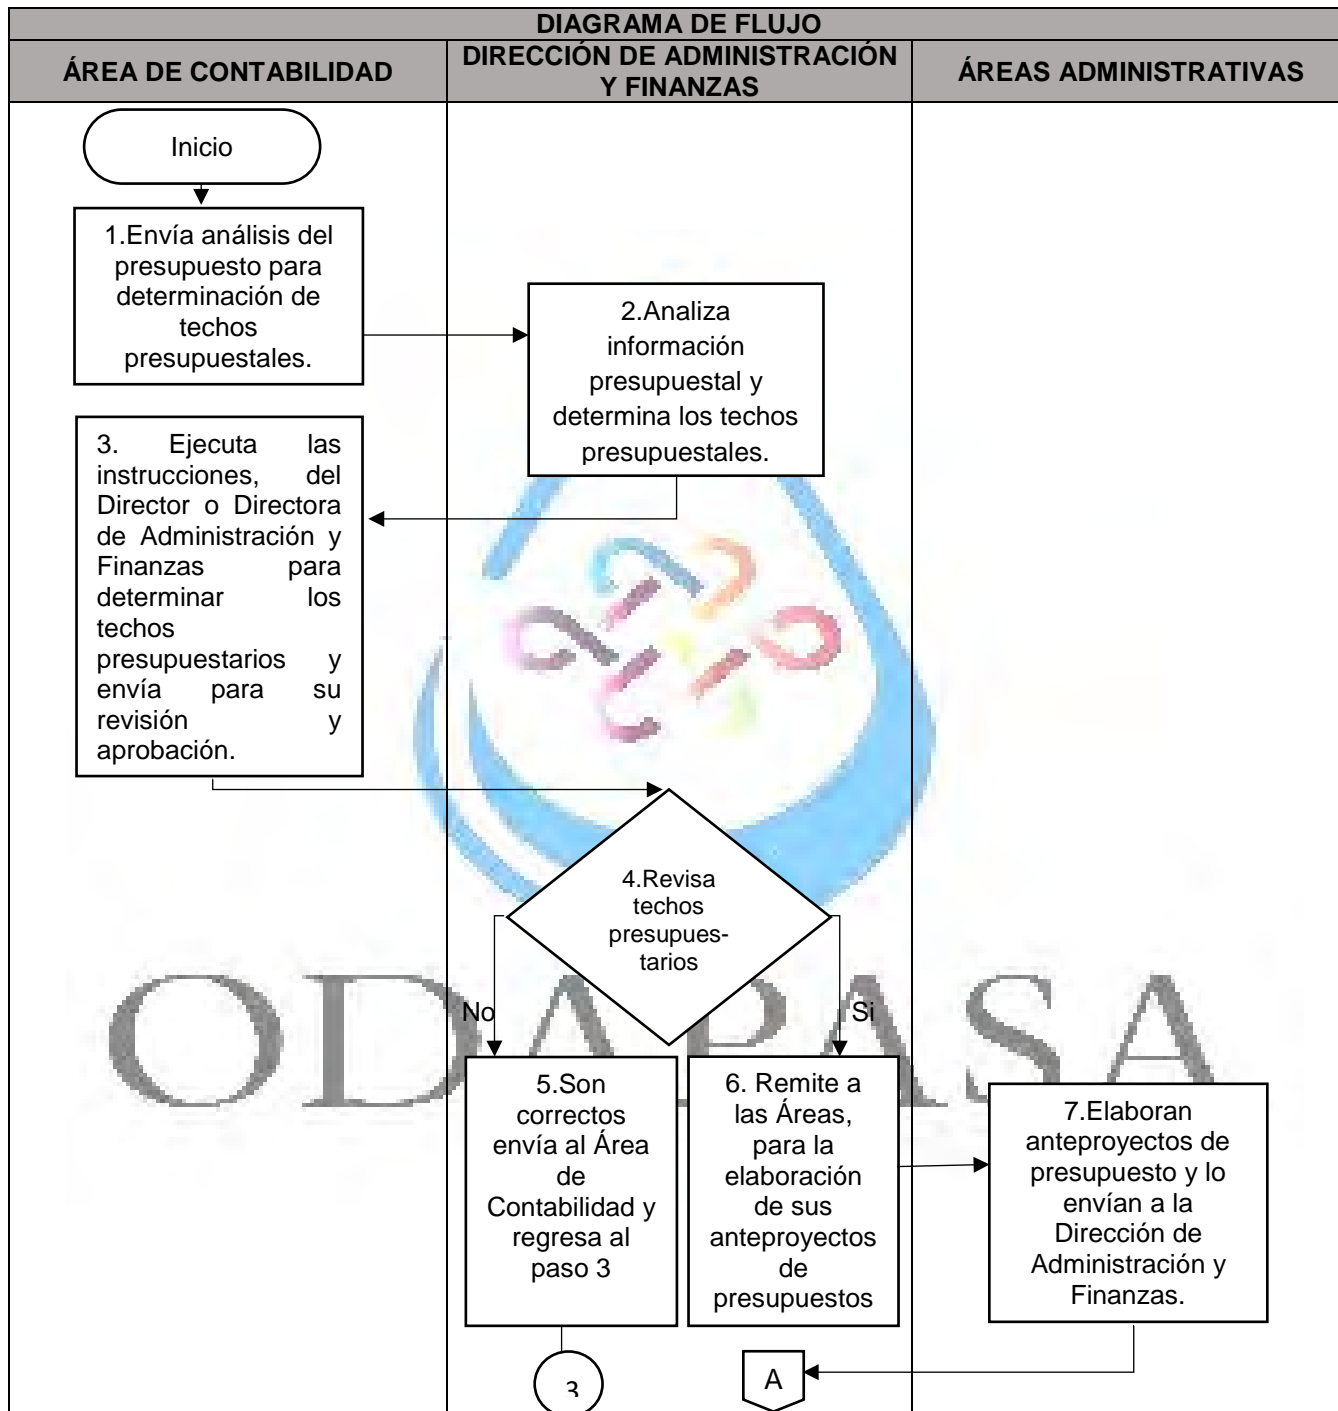 DIAGRAMA DE FLUJO
ÁREA DE CONTABILIDAD
DIRECCIÓN DE ADMINISTRACIÓN
Y FINANZAS
ÁREAS ADMINISTRATIVAS
Inicio
1.Envía análisis del
presupuesto para
determinación de
techos
presupuestales.
2.Analiza
información
presupuestal y
determina los techos
presupuestales.
3. Ejecuta las
instrucciones, del
Director o Directora
de Administración y
Finanzas para
determinar los
techos
presupuestarios y
envía para su
revisión y
aprobación.
4.Revisa
techos
presupues-
tarios
No
Si
ODAPASA
5.Son
correctos
envía al Área
de
Contabilidad y
regresa al
paso 3
6. Remite a
las Áreas,
para la
elaboración
de sus
anteproyectos
de
presupuestos
7.Elaboran
anteproyectos de
presupuesto y lo
envían a la
Dirección de
Administración y
Finanzas.
3
A